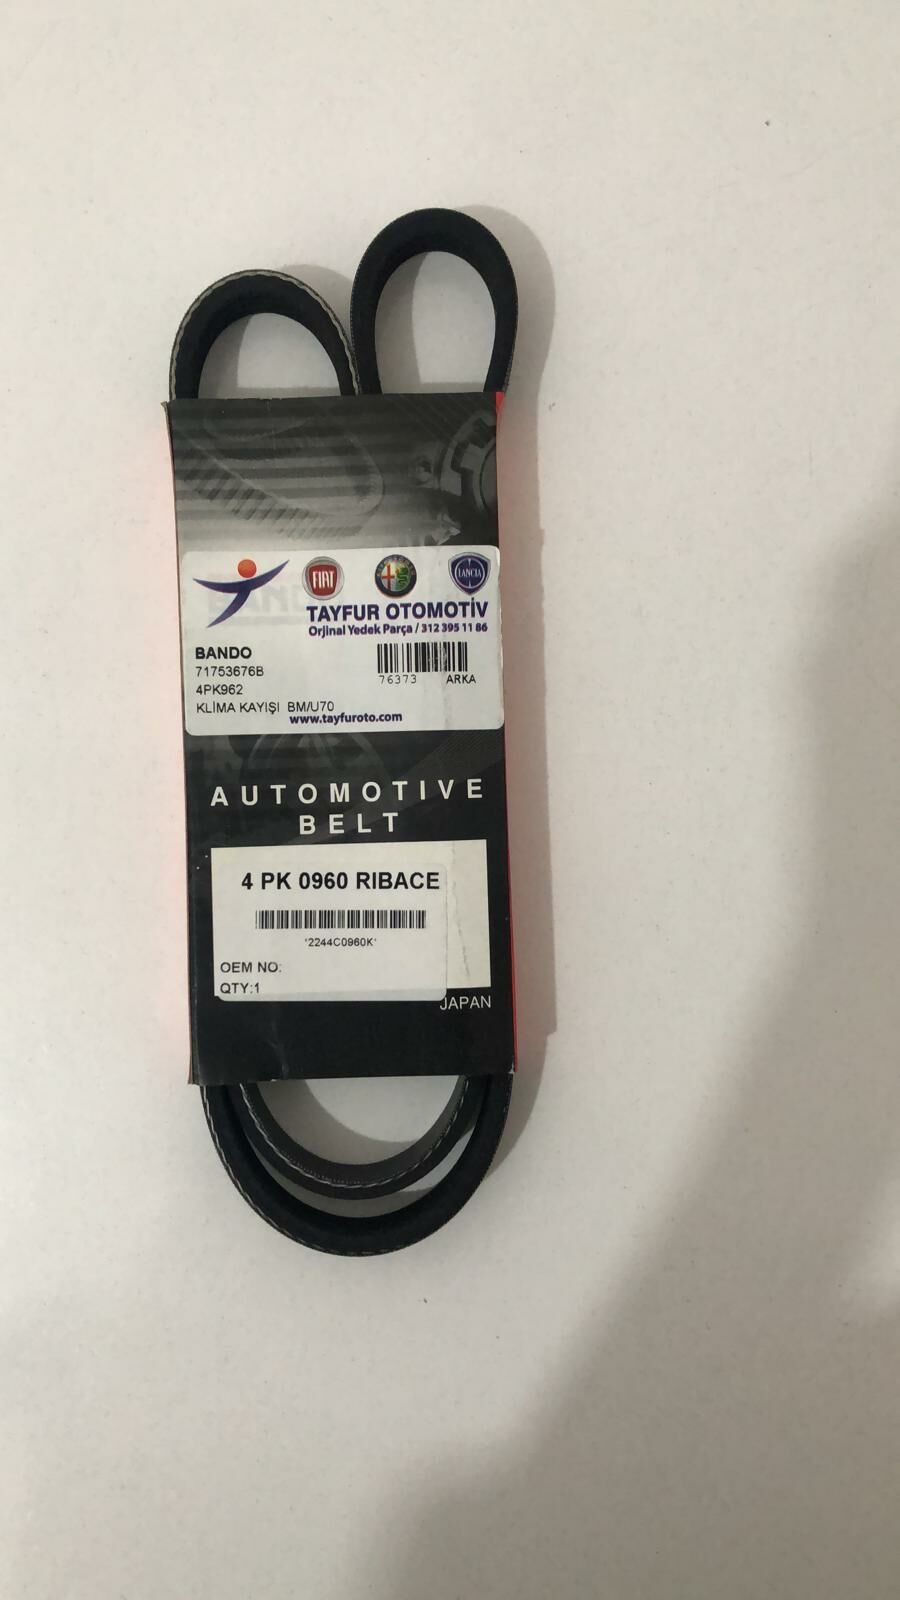 FIAT
LANCIA
TAYFUR OTOMOTİV
Orjinal Yedek Parça / 312 395 11 86
BANDO
71753676B
4PK962
KLİMA KAYIŞI BM/U70
76373 ARKA
www.tayfuroto.com
AUTOMOTIVE
BELT
4 PK 0960 RIBACE
*2244C0960K*
OEM NO:
QTY:1
JAPAN